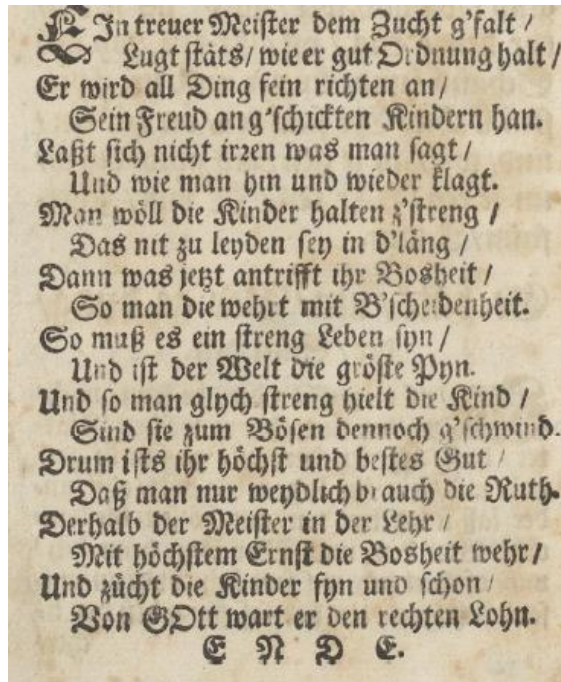 EIn treuer Meister dem Zucht g'falt /
Lugt stäts / wie er gut Ordnung halt /
Er wird all Ding fein richten an /
Sein Freud an g'schickten Kindern han.
Laßt sich nicht irren was man sagt /
Und wie man hin und wieder klagt.
Man wöll die Kinder halten z'streng /
Das nit zu leyden sey in d'läng /
Dann was jetzt antrifft ihr Bosheit /
So man die wehrt mit B'scheidenheit.
So muß es ein streng Leben syn /
Und ist der Welt die gröste Pyn.
Und so man glych streng hielt die Kind /
Sind sie zum Bösen dennoch g'schwind.
Drum ists ihr höchst und bestes Gut /
Daß man nur weydlich brauch die Ruth.
Derhalb der Meister in der Lehr /
Mit höchstem Ernst die Bosheit wehr /
Und zücht die Kinder fyn und schon /
Von GOtt wart er den rechten Lohn.
E N D E.